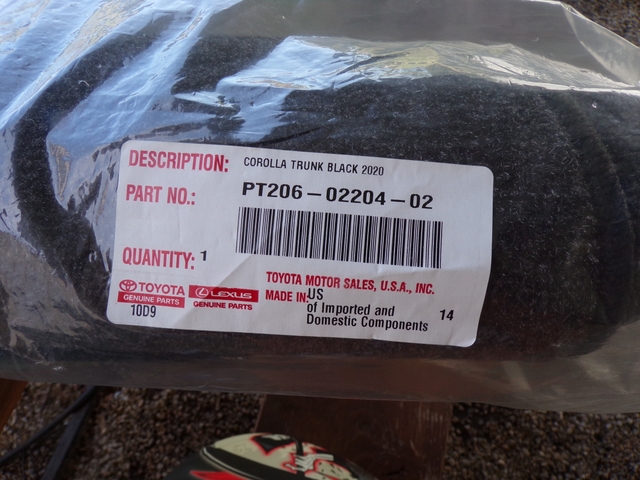 DESCRIPTION: COROLLA TRUNK BLACK 2020
PART NO.: PT206-02204-02
QUANTITY: 1
TOYOTA MOTOR SALES, U.S.A., INC.
TOYOTA
GENUINE PARTS
LEXUS
GENUINE PARTS
MADE IN: US
of Imported and
Domestic Components
10D9
14